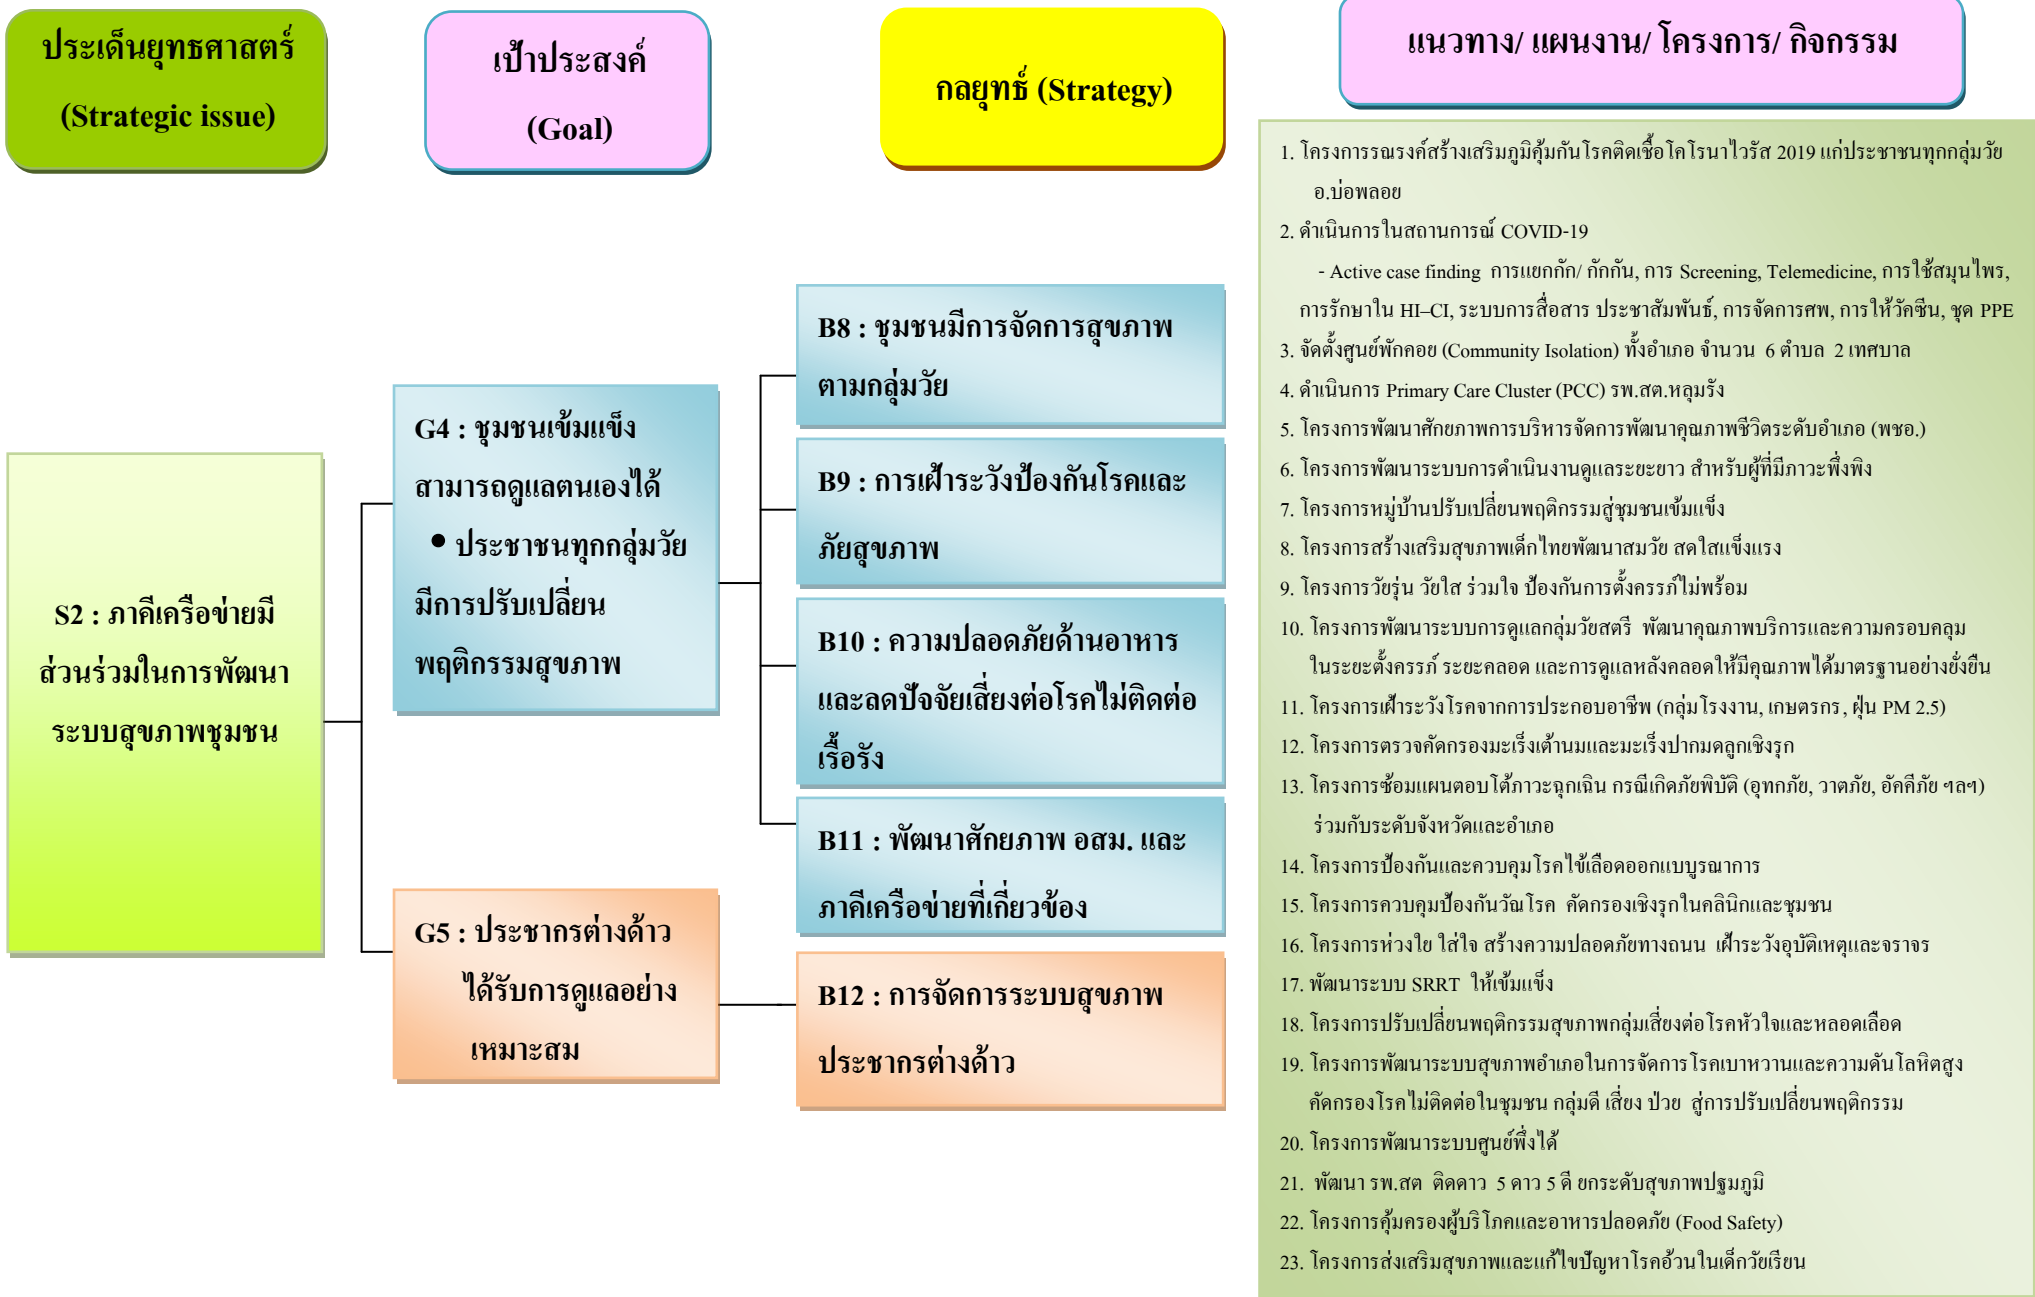 ประเด็นยุทธศาสตร์
(Strategic issue)
เป้าประสงค์
(Goal)
กลยุทธ์ (Strategy)
แนวทาง/ แผนงาน/ โครงการ/ กิจกรรม
S2 : ภาคีเครือข่ายมี
ส่วนร่วมในการพัฒนา
ระบบสุขภาพชุมชน
G4 : ชุมชนเข้มแข็ง
สามารถดูแลตนเองได้
• ประชาชนทุกกลุ่มวัย
มีการปรับเปลี่ยน
พฤติกรรมสุขภาพ
G5 : ประชากรต่างด้าว
ได้รับการดูแลอย่าง
เหมาะสม
B8 : ชุมชนมีการจัดการสุขภาพ
ตามกลุ่มวัย
B9 : การเฝ้าระวังป้องกันโรคและ
ภัยสุขภาพ
B10 : ความปลอดภัยด้านอาหาร
และลดปัจจัยเสี่ยงต่อโรคไม่ติดต่อ
เรื้อรัง
B11 : พัฒนาศักยภาพ อสม. และ
ภาคีเครือข่ายที่เกี่ยวข้อง
B12 : การจัดการระบบสุขภาพ
ประชากรต่างด้าว
1. โครงการรณรงค์สร้างเสริมภูมิคุ้มกันโรคติดเชื้อโคโรนาไวรัส 2019 แก่ประชาชนทุกกลุ่มวัย
อ.บ่อพลอย
2. ดำเนินการในสถานการณ์ COVID-19
- Active case finding การแยกกัก/ กักกัน, การ Screening, Telemedicine, การใช้สมุนไพร,
การรักษาใน HI–CI, ระบบการสื่อสาร ประชาสัมพันธ์, การจัดการศพ, การให้วัคซีน, ชุด PPE
3. จัดตั้งศูนย์พักคอย (Community Isolation) ทั้งอำเภอ จำนวน 6 ตำบล 2 เทศบาล
4. ดำเนินการ Primary Care Cluster (PCC) รพ.สต.หลุมรัง
5. โครงการพัฒนาศักยภาพการบริหารจัดการพัฒนาคุณภาพชีวิตระดับอำเภอ (พชอ.)
6. โครงการพัฒนาระบบการดำเนินงานดูแลระยะยาว สำหรับผู้ที่มีภาวะพึ่งพิง
7. โครงการหมู่บ้านปรับเปลี่ยนพฤติกรรมสู่ชุมชนเข้มแข็ง
8. โครงการสร้างเสริมสุขภาพเด็กไทยพัฒนาสมวัย สดใสแข็งแรง
9. โครงการวัยรุ่น วัยใส ร่วมใจ ป้องกันการตั้งครรภ์ไม่พร้อม
10. โครงการพัฒนาระบบการดูแลกลุ่มวัยสตรี พัฒนาคุณภาพบริการและความครอบคลุม
ในระยะตั้งครรภ์ ระยะคลอด และการดูแลหลังคลอดให้มีคุณภาพได้มาตรฐานอย่างยั่งยืน
11. โครงการเฝ้าระวังโรคจากการประกอบอาชีพ (กลุ่มโรงงาน, เกษตรกร, ฝุ่น PM 2.5)
12. โครงการตรวจคัดกรองมะเร็งเต้านมและมะเร็งปากมดลูกเชิงรุก
13. โครงการซ้อมแผนตอบโต้ภาวะฉุกเฉิน กรณีเกิดภัยพิบัติ (อุทกภัย, วาตภัย, อัคคีภัย ฯลฯ)
ร่วมกับระดับจังหวัดและอำเภอ
14. โครงการป้องกันและควบคุมโรคไข้เลือดออกแบบบูรณาการ
15. โครงการควบคุมป้องกันวัณโรค คัดกรองเชิงรุกในคลินิกและชุมชน
16. โครงการห่วงใย ใส่ใจ สร้างความปลอดภัยทางถนน เฝ้าระวังอุบัติเหตุและจราจร
17. พัฒนาระบบ SRRT ให้เข้มแข็ง
18. โครงการปรับเปลี่ยนพฤติกรรมสุขภาพกลุ่มเสี่ยงต่อโรคหัวใจและหลอดเลือด
19. โครงการพัฒนาระบบสุขภาพอำเภอในการจัดการโรคเบาหวานและความดันโลหิตสูง
คัดกรองโรคไม่ติดต่อในชุมชน กลุ่มดี เสี่ยง ป่วย สู่การปรับเปลี่ยนพฤติกรรม
20. โครงการพัฒนาระบบศูนย์พึ่งได้
21. พัฒนา รพ.สต ติดดาว 5 ดาว 5 ดี ยกระดับสุขภาพปฐมภูมิ
22. โครงการคุ้มครองผู้บริโภคและอาหารปลอดภัย (Food Safety)
23. โครงการส่งเสริมสุขภาพและแก้ไขปัญหาโรคอ้วนในเด็กวัยเรียน